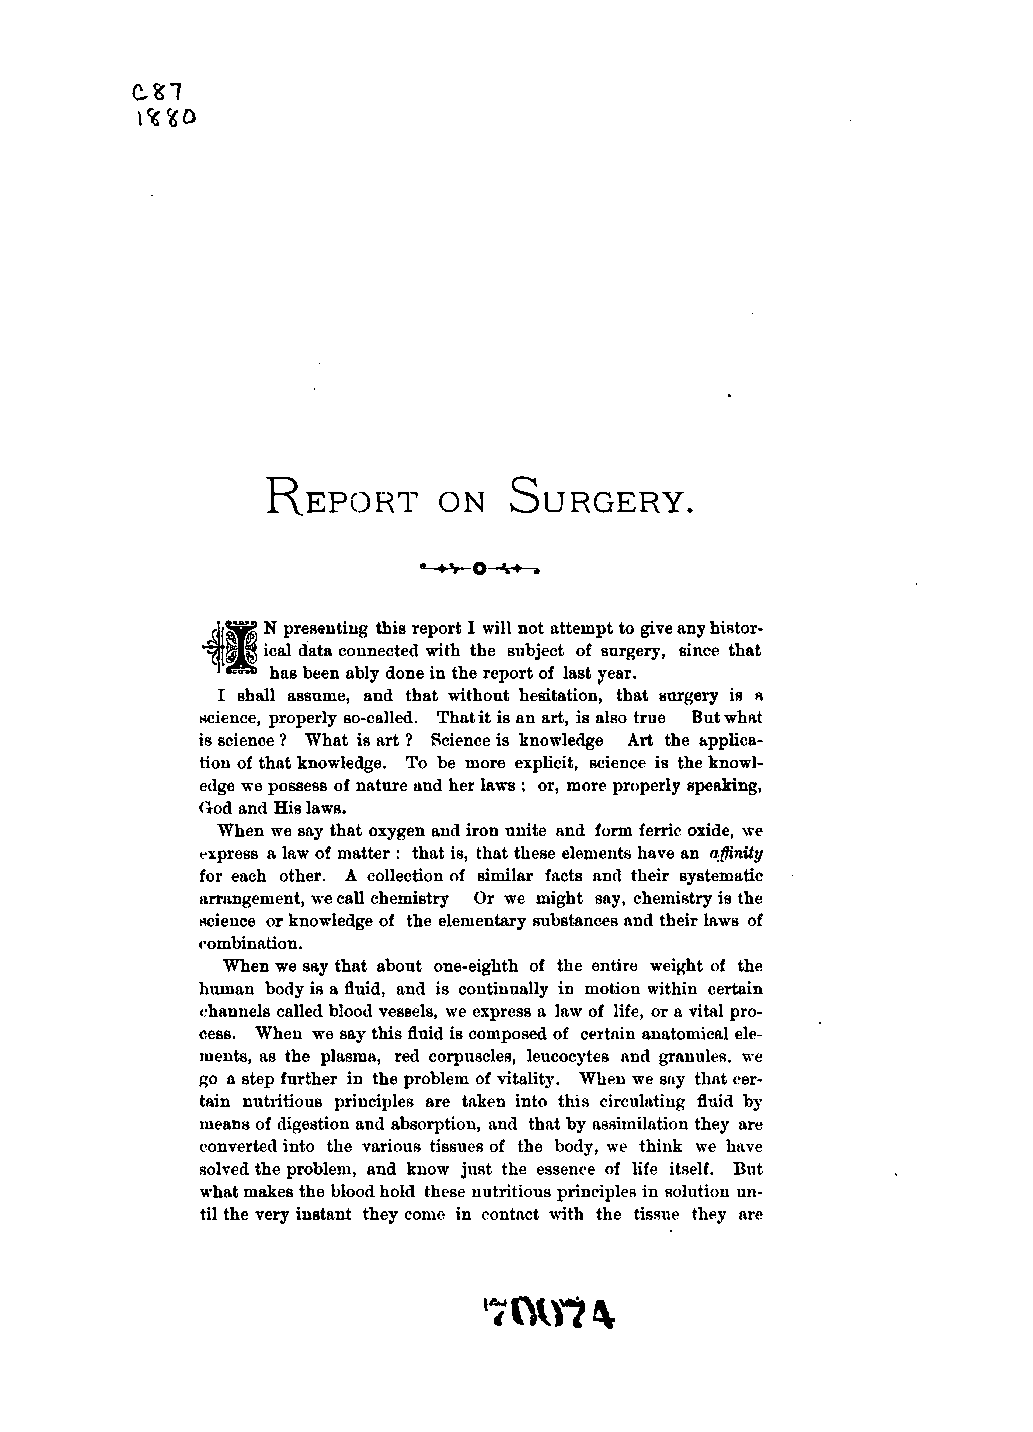 C87
1880
REPORT ON SURGERY.
IN presenting this report I will not attempt to give any histor-
ical data connected with the subject of surgery, since that
has been ably done in the report of last year.
I shall assume, and that without hesitation, that surgery is a
science, properly so-called. That it is an art, is also true But what
is science? What is art? Science is knowledge Art the applica-
tion of that knowledge. To be more explicit, science is the knowl-
edge we possess of nature and her laws; or, more properly speaking,
God and His laws.
When we say that oxygen and iron unite and form ferric oxide, we
express a law of matter: that is, that these elements have an affinity
for each other. A collection of similar facts and their systematic
arrangement, we call chemistry Or we might say, chemistry is the
science or knowledge of the elementary substances and their laws of
combination.
When we say that about one-eighth of the entire weight of the
human body is a fluid, and is continually in motion within certain
channels called blood vessels, we express a law of life, or a vital pro-
cess. When we say this fluid is composed of certain anatomical ele-
ments, as the plasma, red corpuscles, leucocytes and granules. we
go a step further in the problem of vitality. When we say that cer-
tain nutritious principles are taken into this circulating fluid by
means of digestion and absorption, and that by assimilation they are
converted into the various tissues of the body, we think we have
solved the problem, and know just the essence of life itself. But
what makes the blood hold these nutritious principles in solution un-
til the very instant they come in contact with the tissue they are
70074